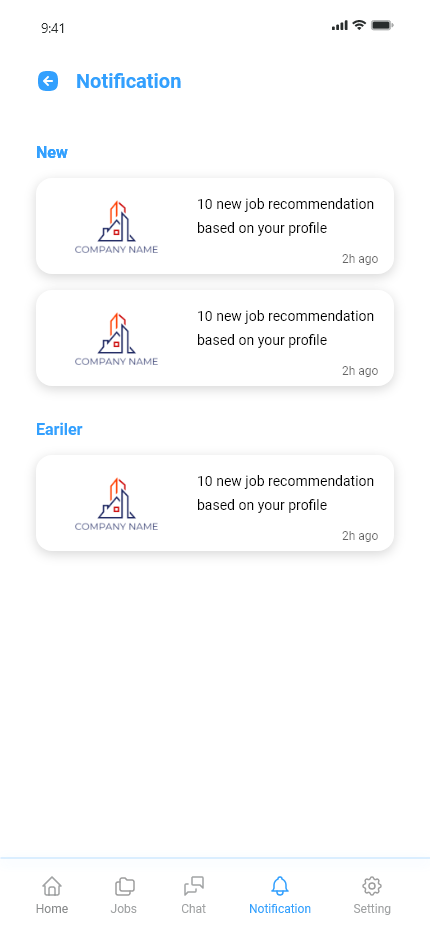 9:41
Notification
New
10 new job recommendation
based on your profile
COMPANY NAME
2h ago
10 new job recommendation
based on your profile
COMPANY NAME
2h ago
Eariler
10 new job recommendation
based on your profile
COMPANY NAME
2h ago
Home Jobs Chat Notification Setting